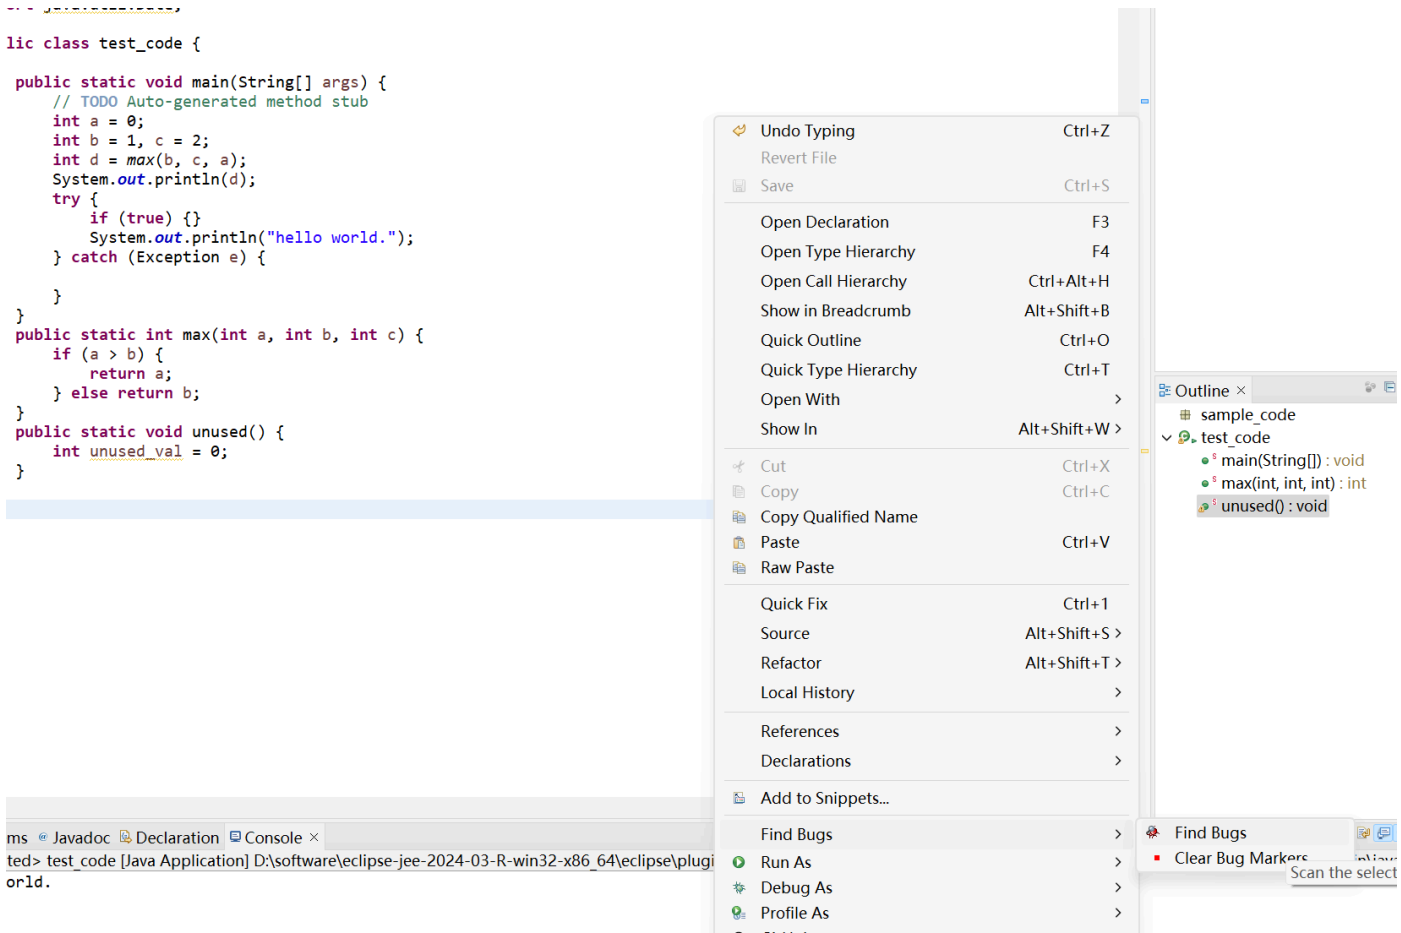 lic class test_code {
public static void main(String[] args) {
// TODO Auto-generated method stub
int a = 0;
int b = 1, c = 2;
int d = max(b, c, a);
System.out.println(d);
try {
if (true) {}
System.out.println("hello world.");
} catch (Exception e) {
}
}
public static int max(int a, int b, int c) {
if (a > b) {
return a;
} else return b;
}
public static void unused() {
int unused_val = 0;
}
Undo Typing Ctrl+Z
Revert File
Save Ctrl+S
Open Declaration F3
Open Type Hierarchy F4
Open Call Hierarchy Ctrl+Alt+H
Show in Breadcrumb Alt+Shift+B
Quick Outline Ctrl+O
Quick Type Hierarchy Ctrl+T
Open With >
Show In Alt+Shift+W >
Cut Ctrl+X
Copy Ctrl+C
Copy Qualified Name
Paste Ctrl+V
Raw Paste
Quick Fix Ctrl+1
Source Alt+Shift+S >
Refactor Alt+Shift+T >
Local History >
References >
Declarations >
Add to Snippets...
Find Bugs >
Run As >
Debug As >
Profile As >
Find Bugs
Clear Bug Markers
Scan the select
Outline ×
sample_code
test_code
main(String[]) : void
max(int, int, int) : int
unused() : void
ms @ Javadoc Declaration Console ×
ted> test_code [Java Application] D:\software\eclipse-jee-2024-03-R-win32-x86_64\eclipse\plugi
orld.